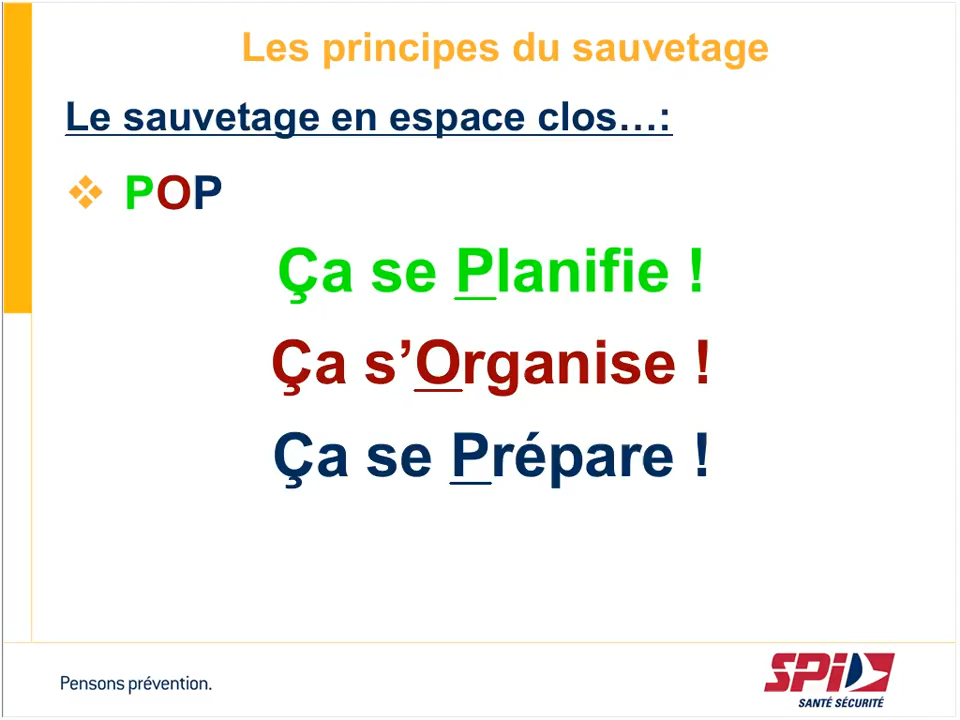 Les principes du sauvetage
Le sauvetage en espace clos…:
POP
Ça se Planifie !
Ça s’Organise !
Ça se Prépare !
Pensons prévention.
SPi
SANTÉ SÉCURITÉ